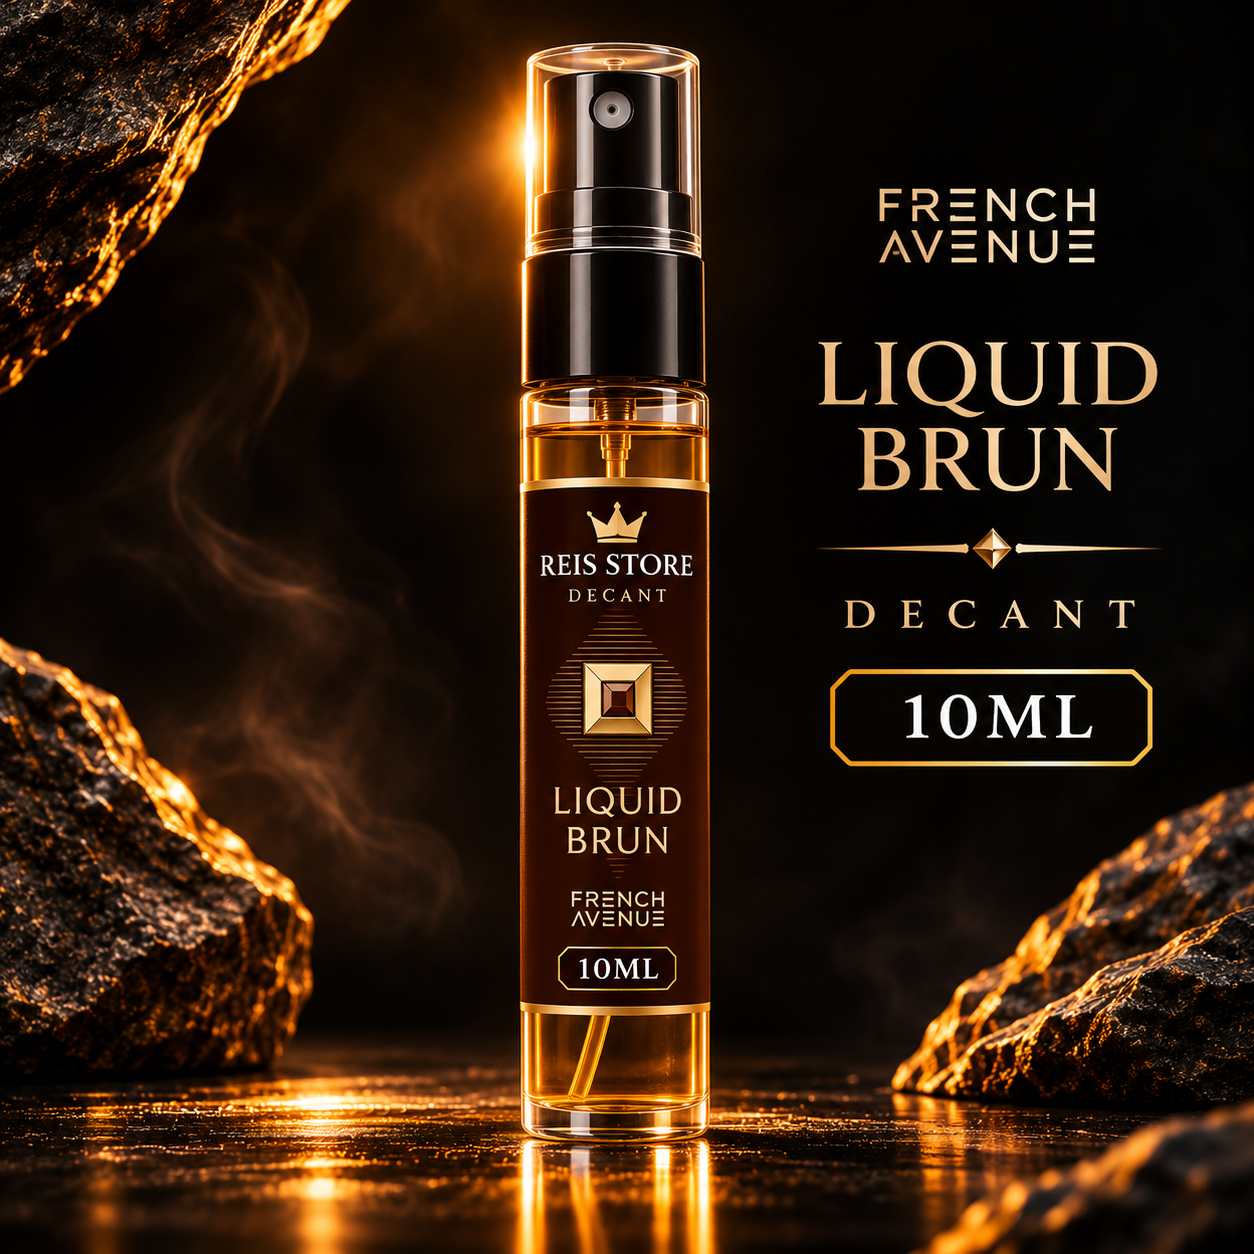 FRENCH
AVENUE
LIQUID
BRUN
DECANT
10ML
REIS STORE
DECANT
LIQUID
BRUN
FRENCH
AVENUE
10ML